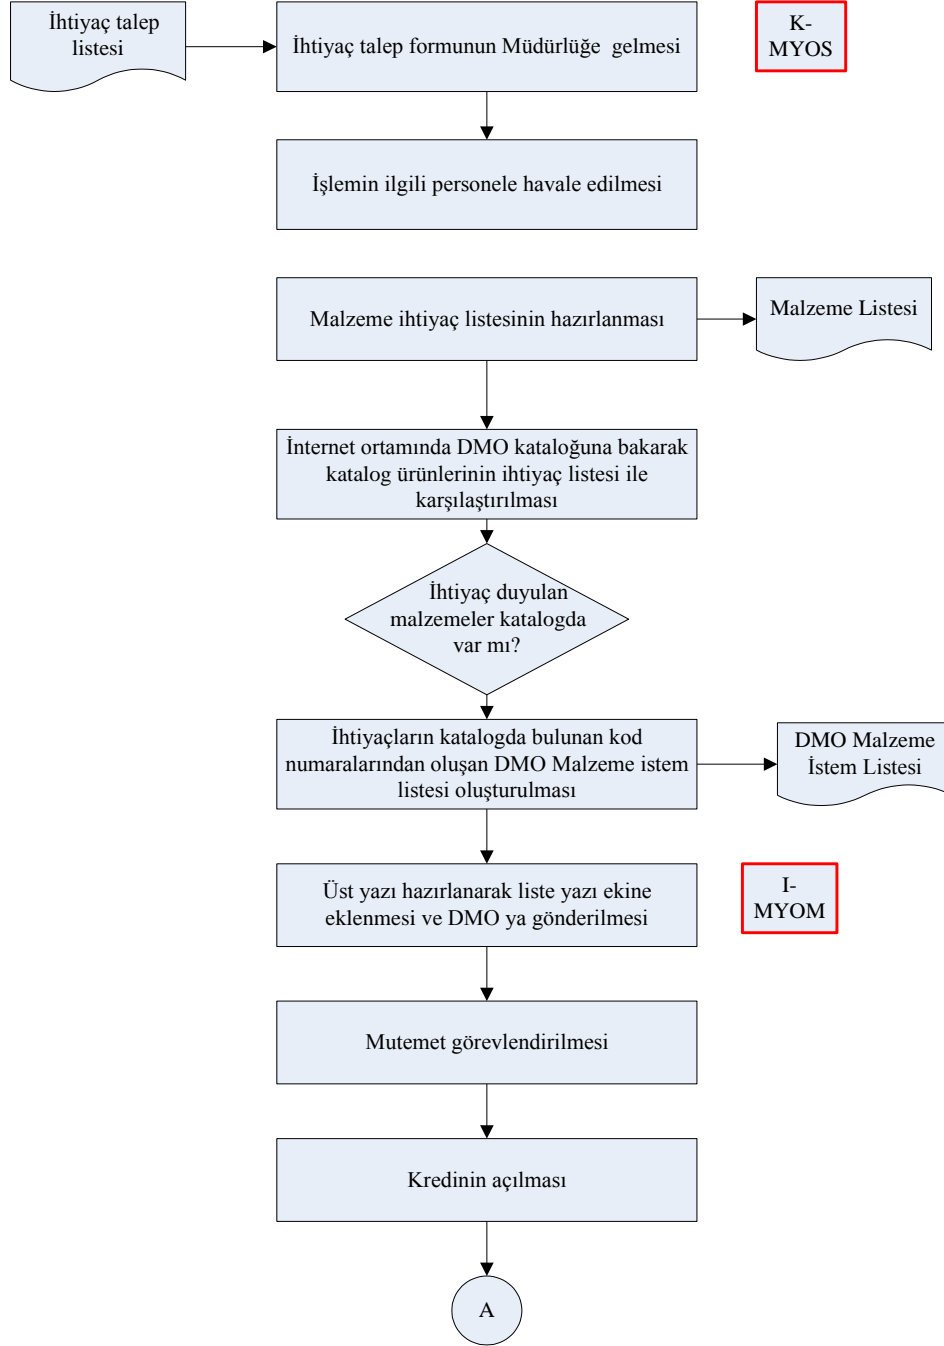 İhtiyaç talep
listesi
İhtiyaç talep formunun Müdürlüğe  gelmesi
K-
MYOS
İşlemin ilgili personele havale edilmesi
Malzeme ihtiyaç listesinin hazırlanması
Malzeme Listesi
İnternet ortamında DMO kataloğuna bakarak
katalog ürünlerinin ihtiyaç listesi ile
karşılaştırılması
İhtiyaç duyulan
malzemeler katalogda
var mı?
İhtiyaçların katalogda bulunan kod
numaralarından oluşan DMO Malzeme istem
listesi oluşturulması
DMO Malzeme
İstem Listesi
Üst yazı hazırlanarak liste yazı ekine
eklenmesi ve DMO ya gönderilmesi
I-
MYOM
Mutemet görevlendirilmesi
Kredinin açılması
A